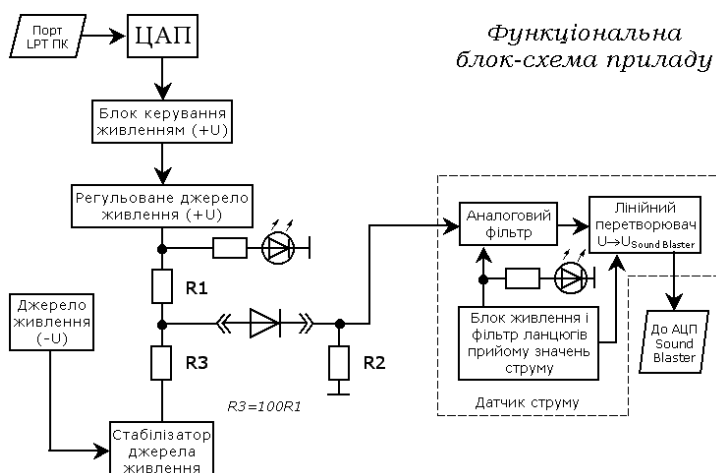 Функціональна
блок-схема приладу
Порт
LPT ПК
ЦАП
Блок керування
живленням (+U)
Регульоване джерело
живлення (+U)
R1
Джерело
живлення
(-U)
R3
R2
R3=100R1
Стабілізатор
джерела
живлення
Аналоговий
фільтр
Лінійний
перетворювач
U→U Sound Blaster
Блок живлення і
фільтр ланцюгів
прийому значень
струму
Датчик струму
До АЦП
Sound
Blaster